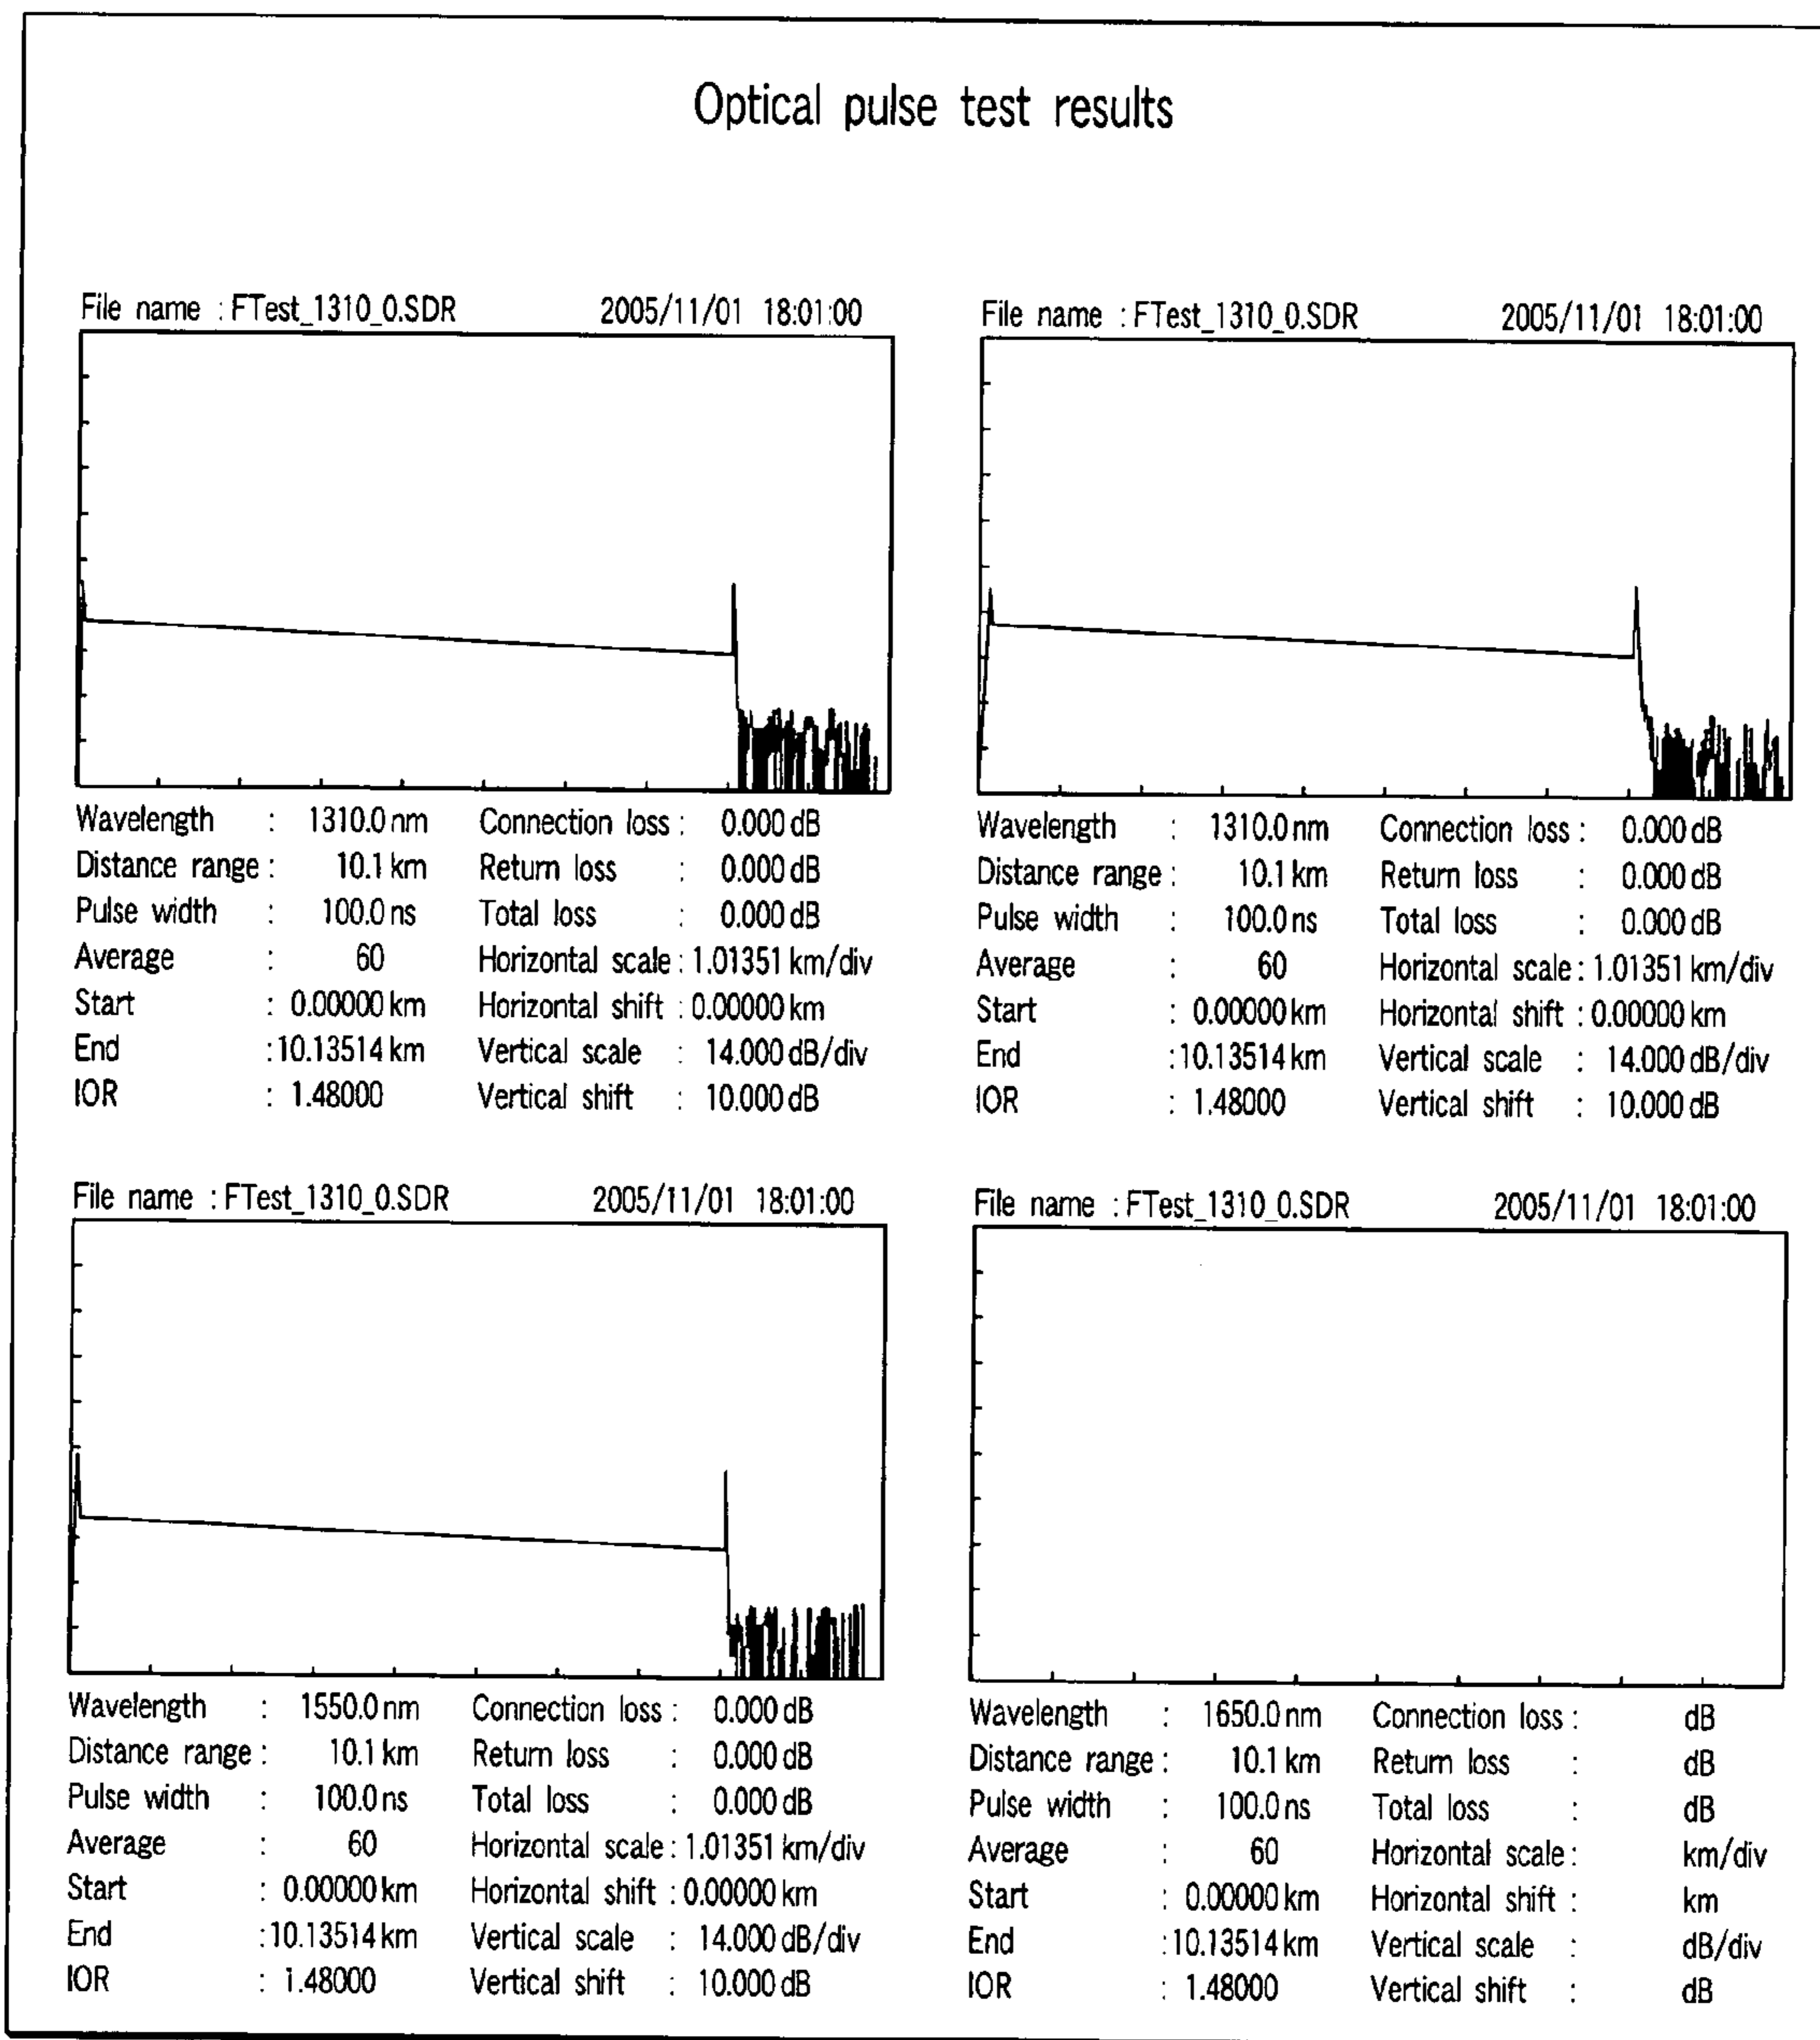 Optical pulse test results
File name : FTest_1310_0.SDR 2005/11/01 18:01:00
Wavelength : 1310.0 nm Connection loss : 0.000 dB
Distance range : 10.1 km Return loss : 0.000 dB
Pulse width : 100.0 ns Total loss : 0.000 dB
Average : 60 Horizontal scale : 1.01351 km/div
Start : 0.00000 km Horizontal shift : 0.00000 km
End : 10.13514 km Vertical scale : 14.000 dB/div
IOR : 1.48000 Vertical shift : 10.000 dB
File name : FTest_1310_0.SDR 2005/11/01 18:01:00
Wavelength : 1310.0 nm Connection loss : 0.000 dB
Distance range : 10.1 km Return loss : 0.000 dB
Pulse width : 100.0 ns Total loss : 0.000 dB
Average : 60 Horizontal scale : 1.01351 km/div
Start : 0.00000 km Horizontal shift : 0.00000 km
End : 10.13514 km Vertical scale : 14.000 dB/div
IOR : 1.48000 Vertical shift : 10.000 dB
File name : FTest_1310_0.SDR 2005/11/01 18:01:00
Wavelength : 1550.0 nm Connection loss : 0.000 dB
Distance range : 10.1 km Return loss : 0.000 dB
Pulse width : 100.0 ns Total loss : 0.000 dB
Average : 60 Horizontal scale : 1.01351 km/div
Start : 0.00000 km Horizontal shift : 0.00000 km
End : 10.13514 km Vertical scale : 14.000 dB/div
IOR : 1.48000 Vertical shift : 10.000 dB
File name : FTest_1310_0.SDR 2005/11/01 18:01:00
Wavelength : 1650.0 nm Connection loss : dB
Distance range : 10.1 km Return loss : dB
Pulse width : 100.0 ns Total loss : dB
Average : 60 Horizontal scale : km/div
Start : 0.00000 km Horizontal shift : km
End : 10.13514 km Vertical scale : dB/div
IOR : 1.48000 Vertical shift : dB